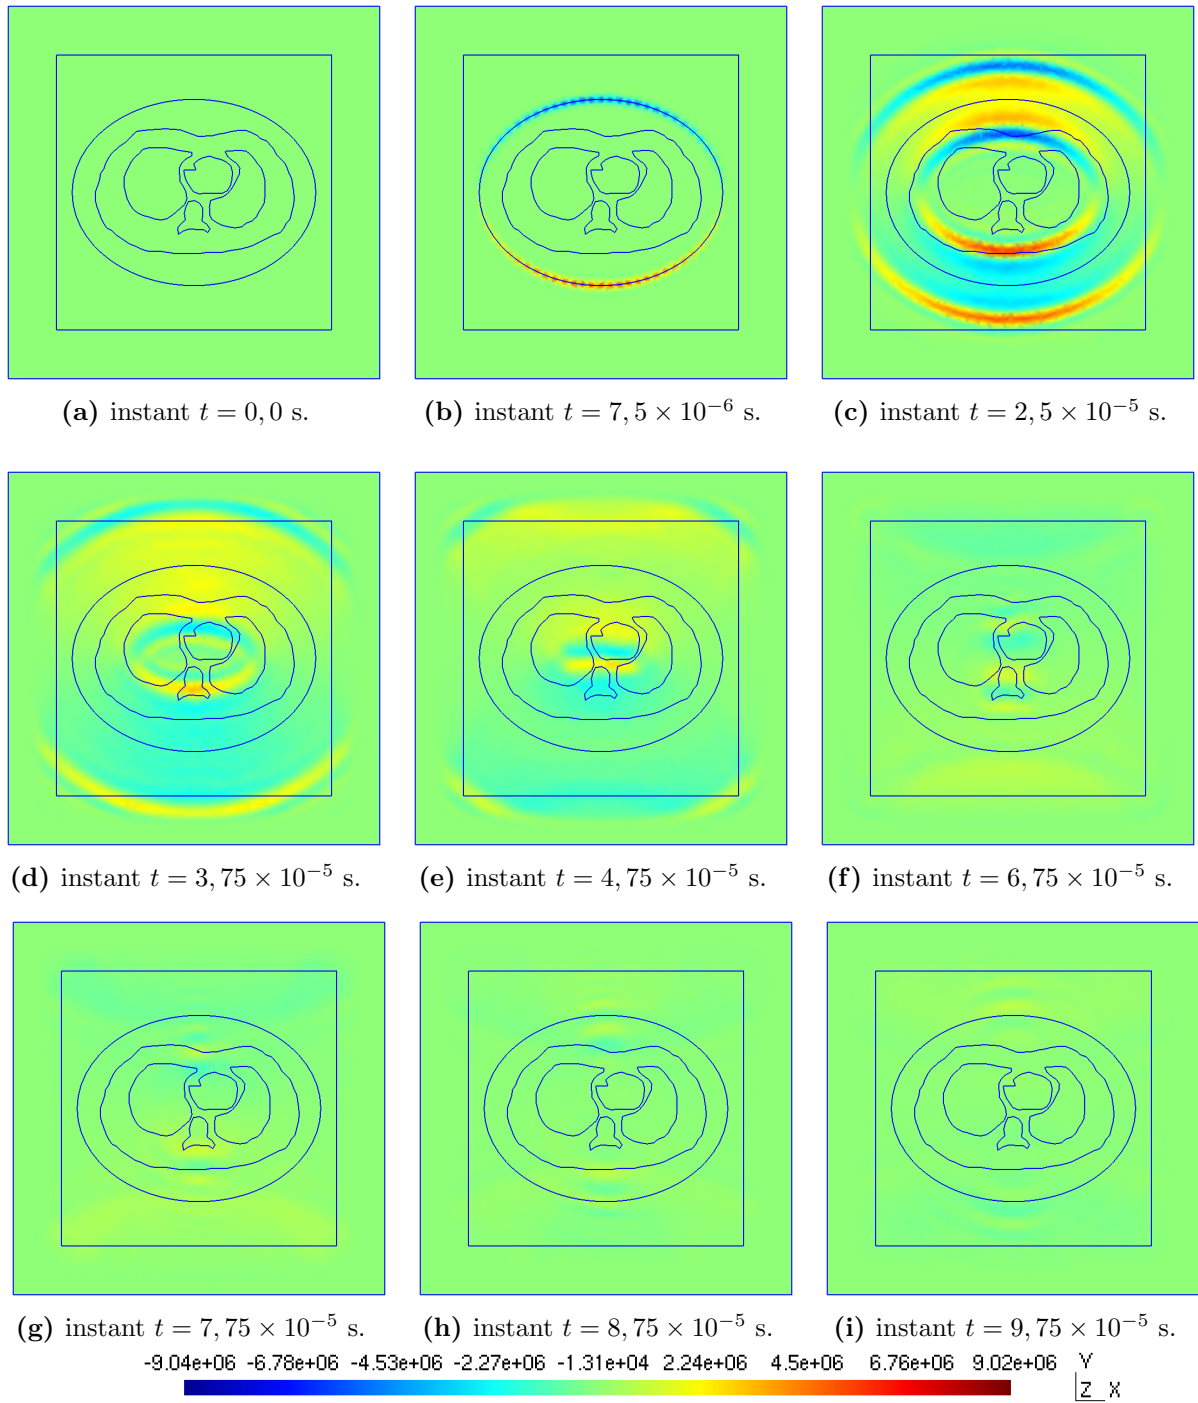 (a) instant t = 0,0 s. (b) instant t = 7,5 × 10⁻⁶ s. (c) instant t = 2,5 × 10⁻⁵ s.
(d) instant t = 3,75 × 10⁻⁵ s. (e) instant t = 4,75 × 10⁻⁵ s. (f) instant t = 6,75 × 10⁻⁵ s.
(g) instant t = 7,75 × 10⁻⁵ s. (h) instant t = 8,75 × 10⁻⁵ s. (i) instant t = 9,75 × 10⁻⁵ s.
-9.04e+06 -6.78e+06 -4.53e+06 -2.27e+06 -1.31e+04 2.24e+06 4.5e+06 6.76e+06 9.02e+06 Y
Z X